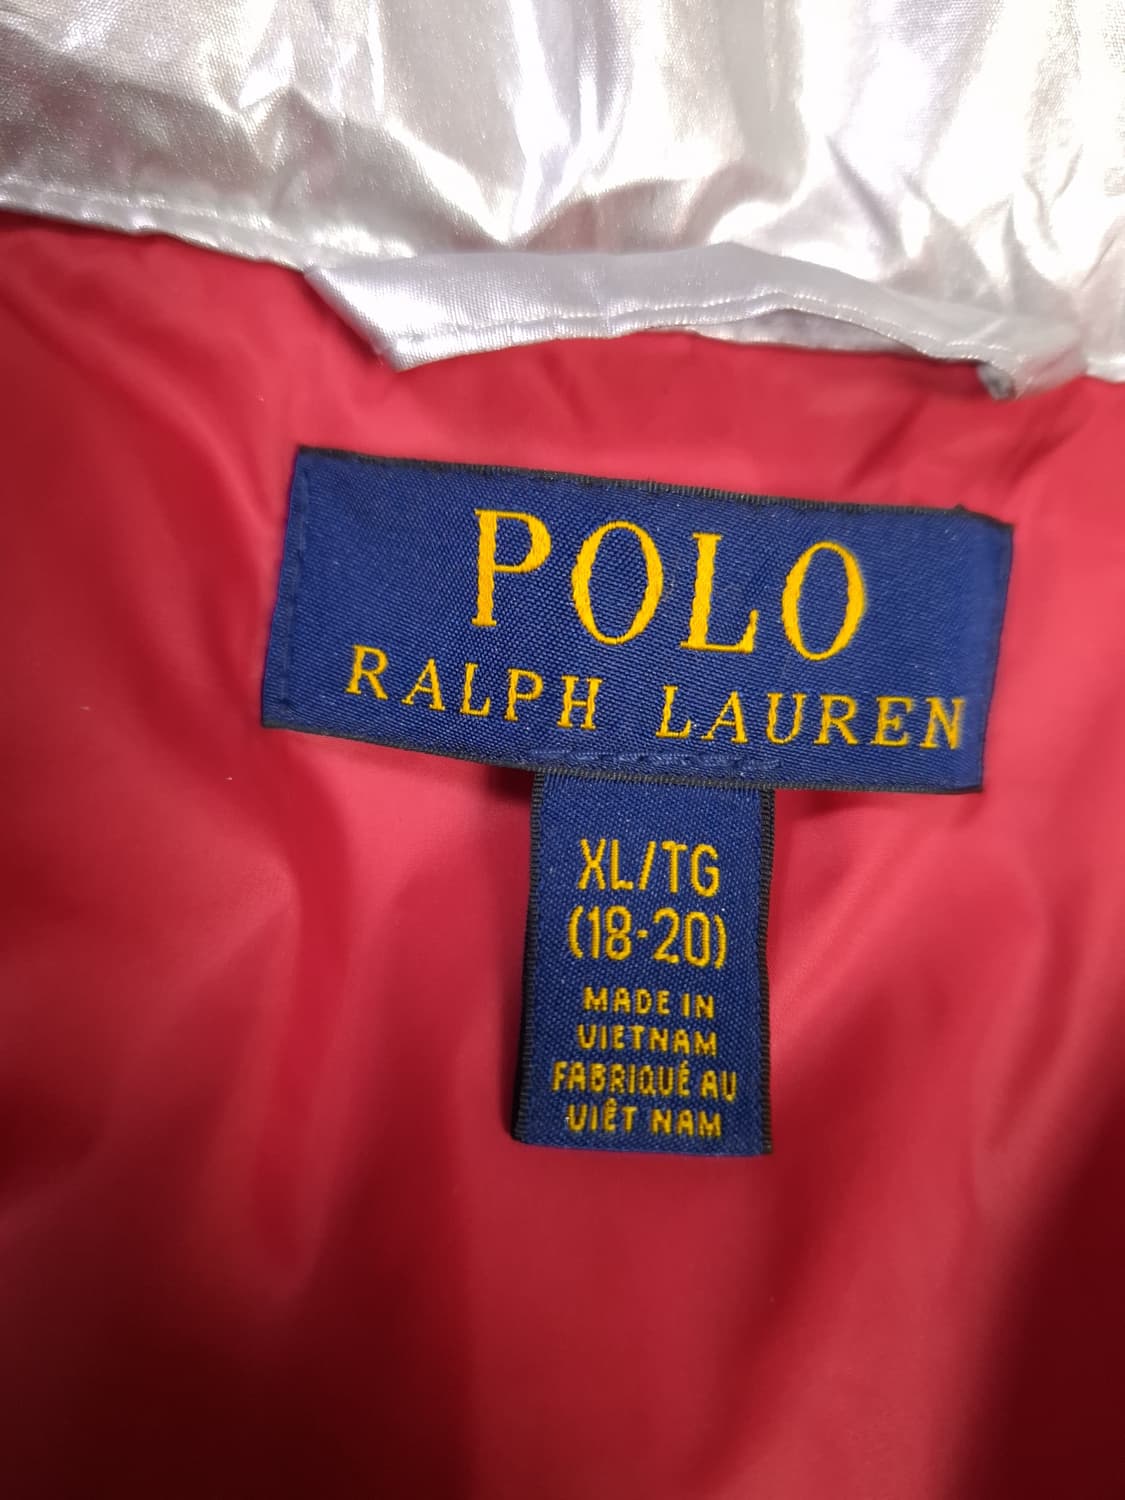 POLO
RALPH LAUREN
XL/TG
(18-20)
MADE IN
VIETNAM
FABRIQUÉ AU
VIÊT NAM